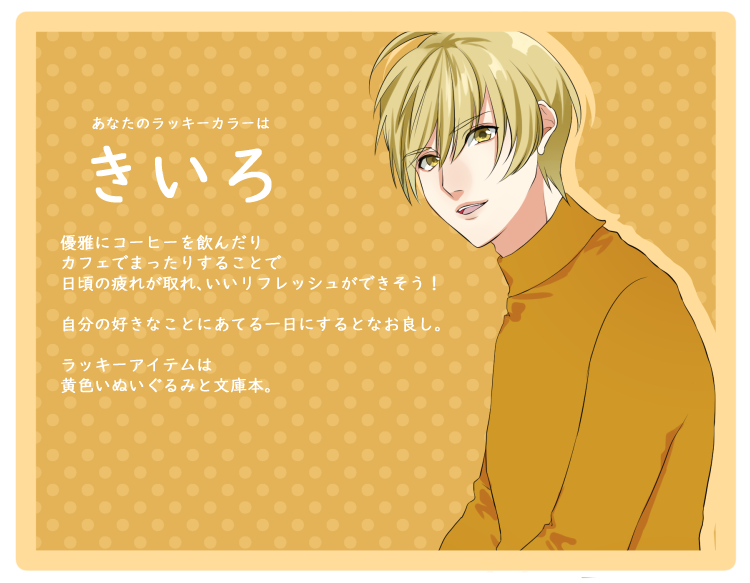 あなたのラッキーカラーは
きいろ
優雅にコーヒーを飲んだり
カフェでまったりすることで
日頃の疲れが取れ、いいリフレッシュができそう！
自分の好きなことにあてる一日にするとなお良し。
ラッキーアイテムは
黄色いぬいぐるみと文庫本。